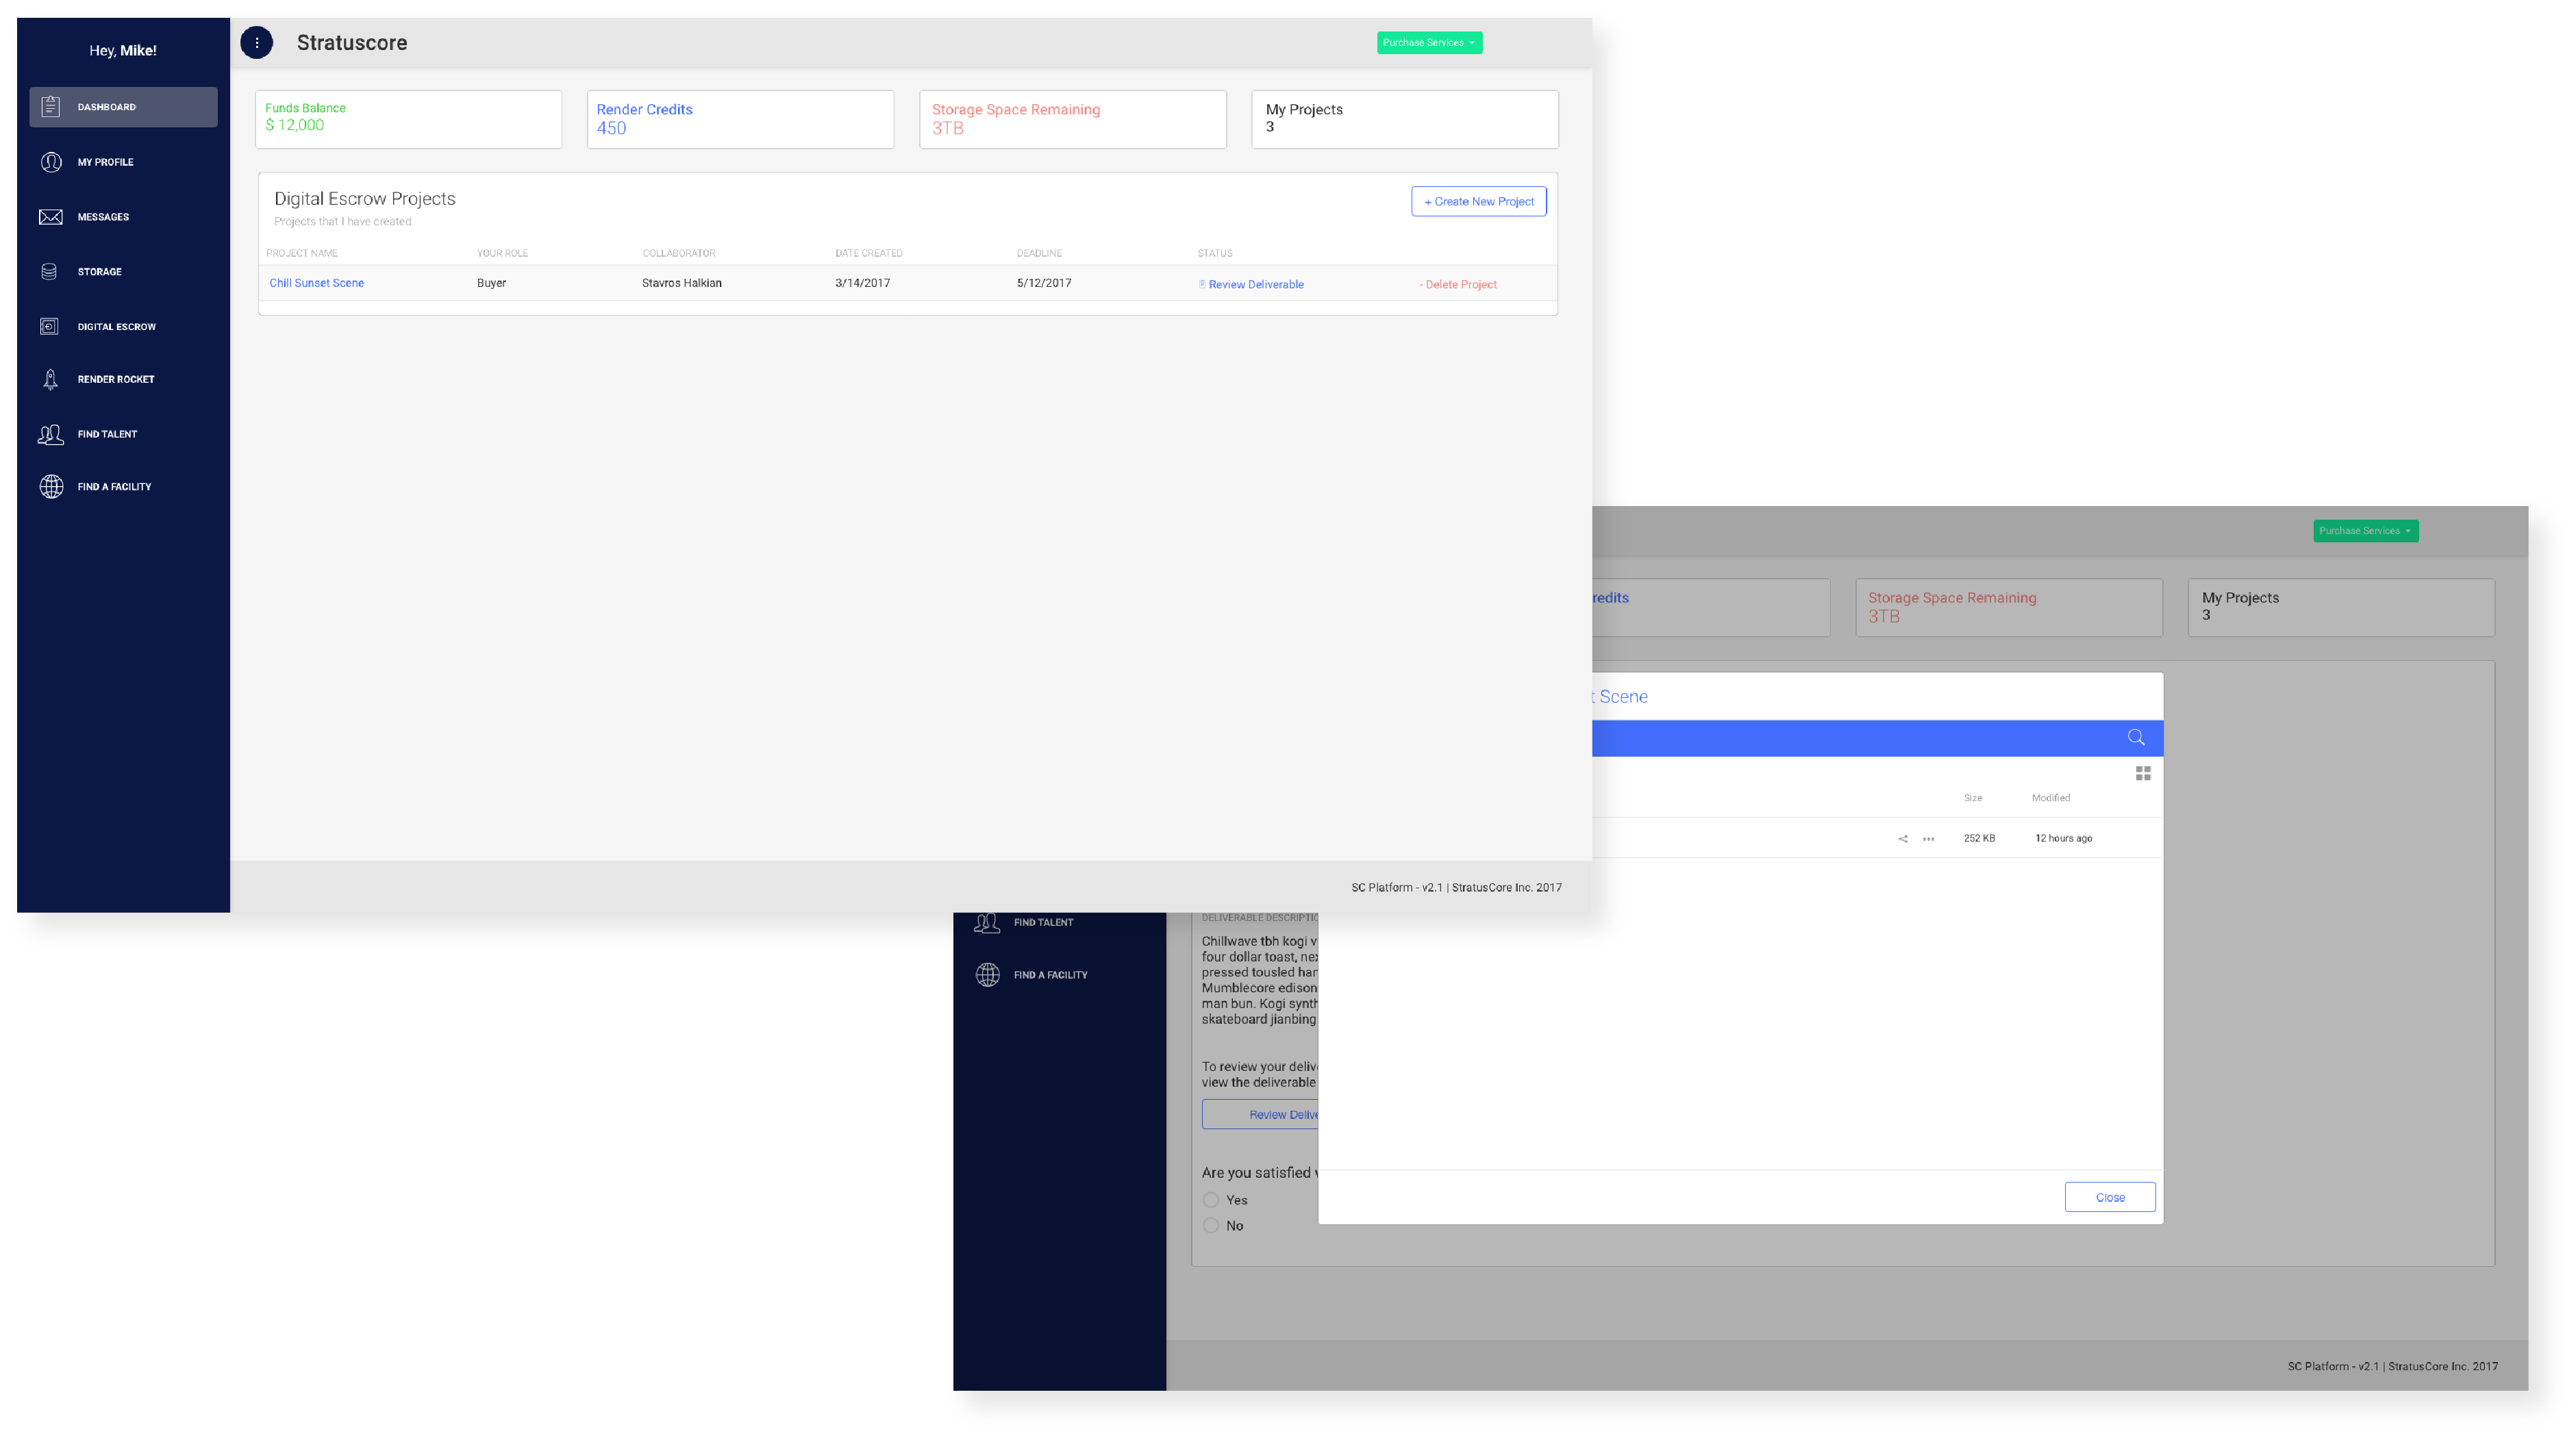 Hey, Mike!
DASHBOARD
MY PROFILE
MESSAGES
STORAGE
DIGITAL ESCROW
RENDER ROCKET
FIND TALENT
FIND A FACILITY
Stratuscore
Purchase Services
Funds Balance
$ 12,000
Render Credits
450
Storage Space Remaining
3TB
My Projects
3
Digital Escrow Projects
Projects that I have created.
+ Create New Project
PROJECT NAME YOUR ROLE COLLABORATOR DATE CREATED DEADLINE STATUS
Chill Sunset Scene Buyer Stavros Halkian 3/14/2017 5/12/2017 Review Deliverable - Delete Project
SC Platform - v2.1 | StratusCore Inc. 2017
Purchase Services
redits
Storage Space Remaining
3TB
My Projects
3
t Scene
Size Modified
252 KB 12 hours ago
Close
FIND TALENT
FIND A FACILITY
DELIVERABLE DESCRIPTIO
Chillwave tbh kogi v
four dollar toast, nex
pressed tousled har
Mumblecore edison
man bun. Kogi synth
skateboard jianbing
To review your delive
view the deliverable
Review Delive
Are you satisfied
Yes
No
SC Platform - v2.1 | StratusCore Inc. 2017